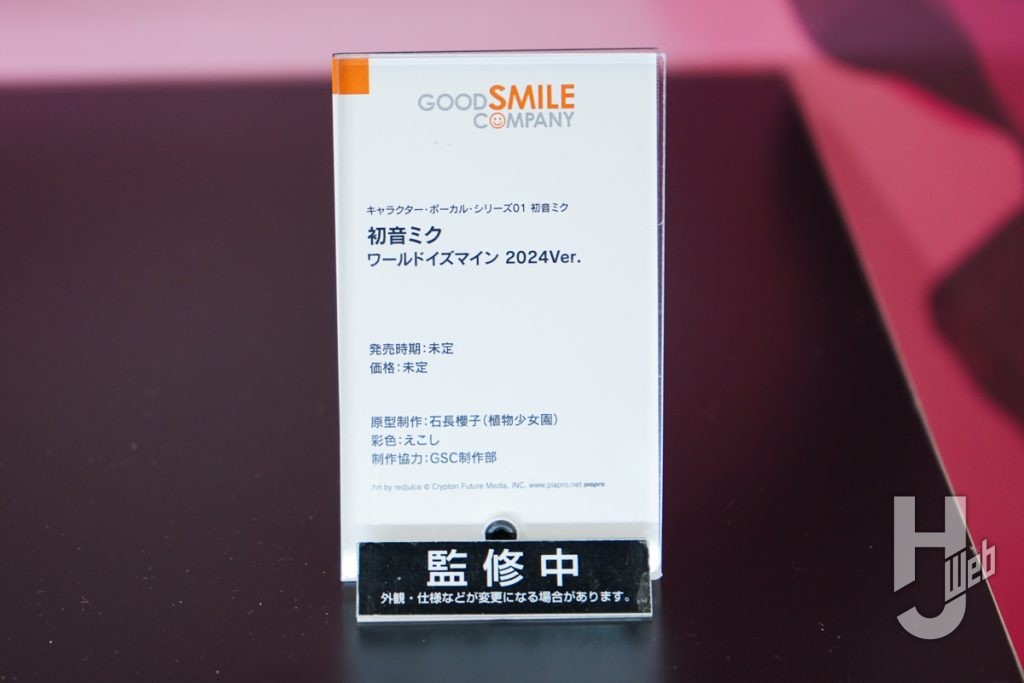 GOODSMILE
COMPANY
キャラクター・ボーカル・シリーズ01 初音ミク
初音ミク
ワールドイズマイン 2024Ver.
発売時期：未定
価格：未定
原型制作：石長櫻子（植物少女園）
彩色：えこし
制作協力：GSC制作部
Art by redjuice © Crypton Future Media, INC. www.piapro.net piapro
監修中
外観・仕様などが変更になる場合があります。
HJ Web